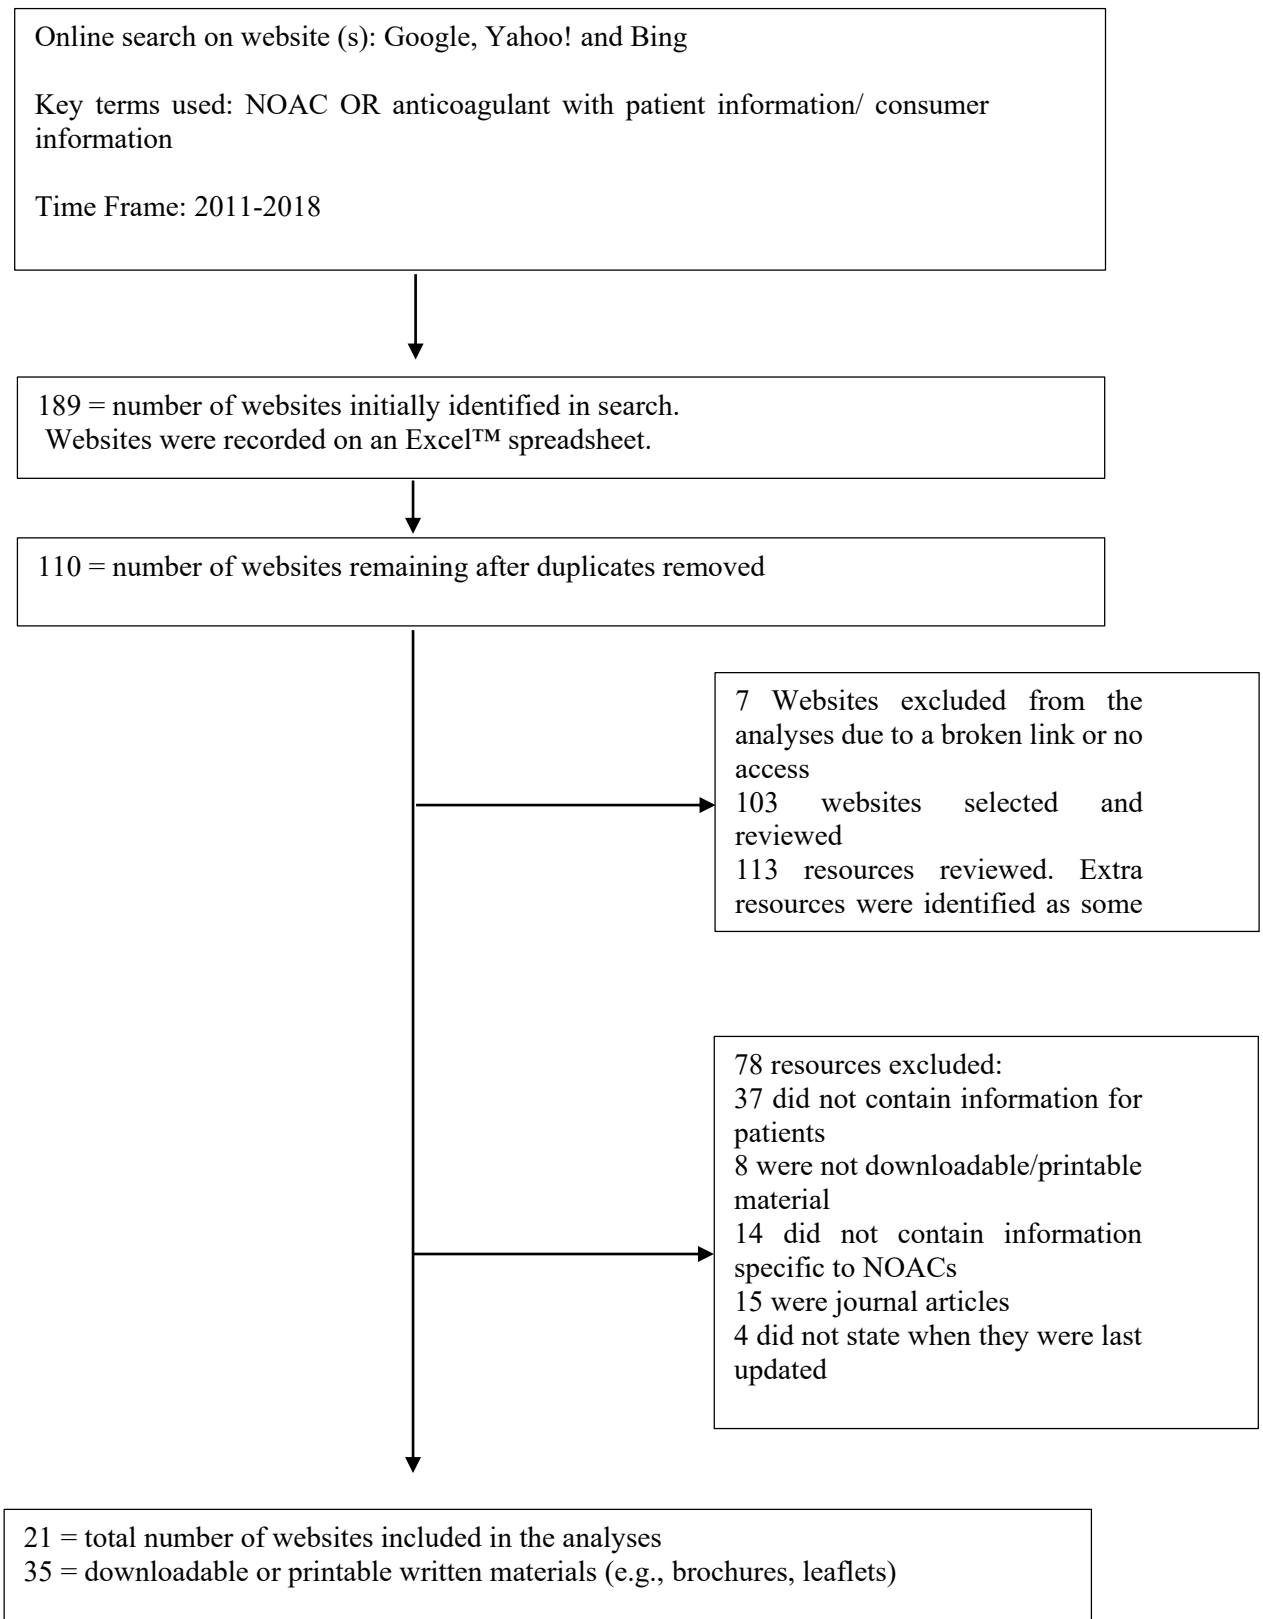 Online search on website (s): Google, Yahoo! and Bing
Key terms used: NOAC OR anticoagulant with patient information/ consumer
information
Time Frame: 2011-2018
189 = number of websites initially identified in search.
Websites were recorded on an Excel™ spreadsheet.
110 = number of websites remaining after duplicates removed
7 Websites excluded from the
analyses due to a broken link or no
access
103 websites selected and
reviewed
113 resources reviewed. Extra
resources were identified as some
78 resources excluded:
37 did not contain information for
patients
8 were not downloadable/printable
material
14 did not contain information
specific to NOACs
15 were journal articles
4 did not state when they were last
updated
21 = total number of websites included in the analyses
35 = downloadable or printable written materials (e.g., brochures, leaflets)